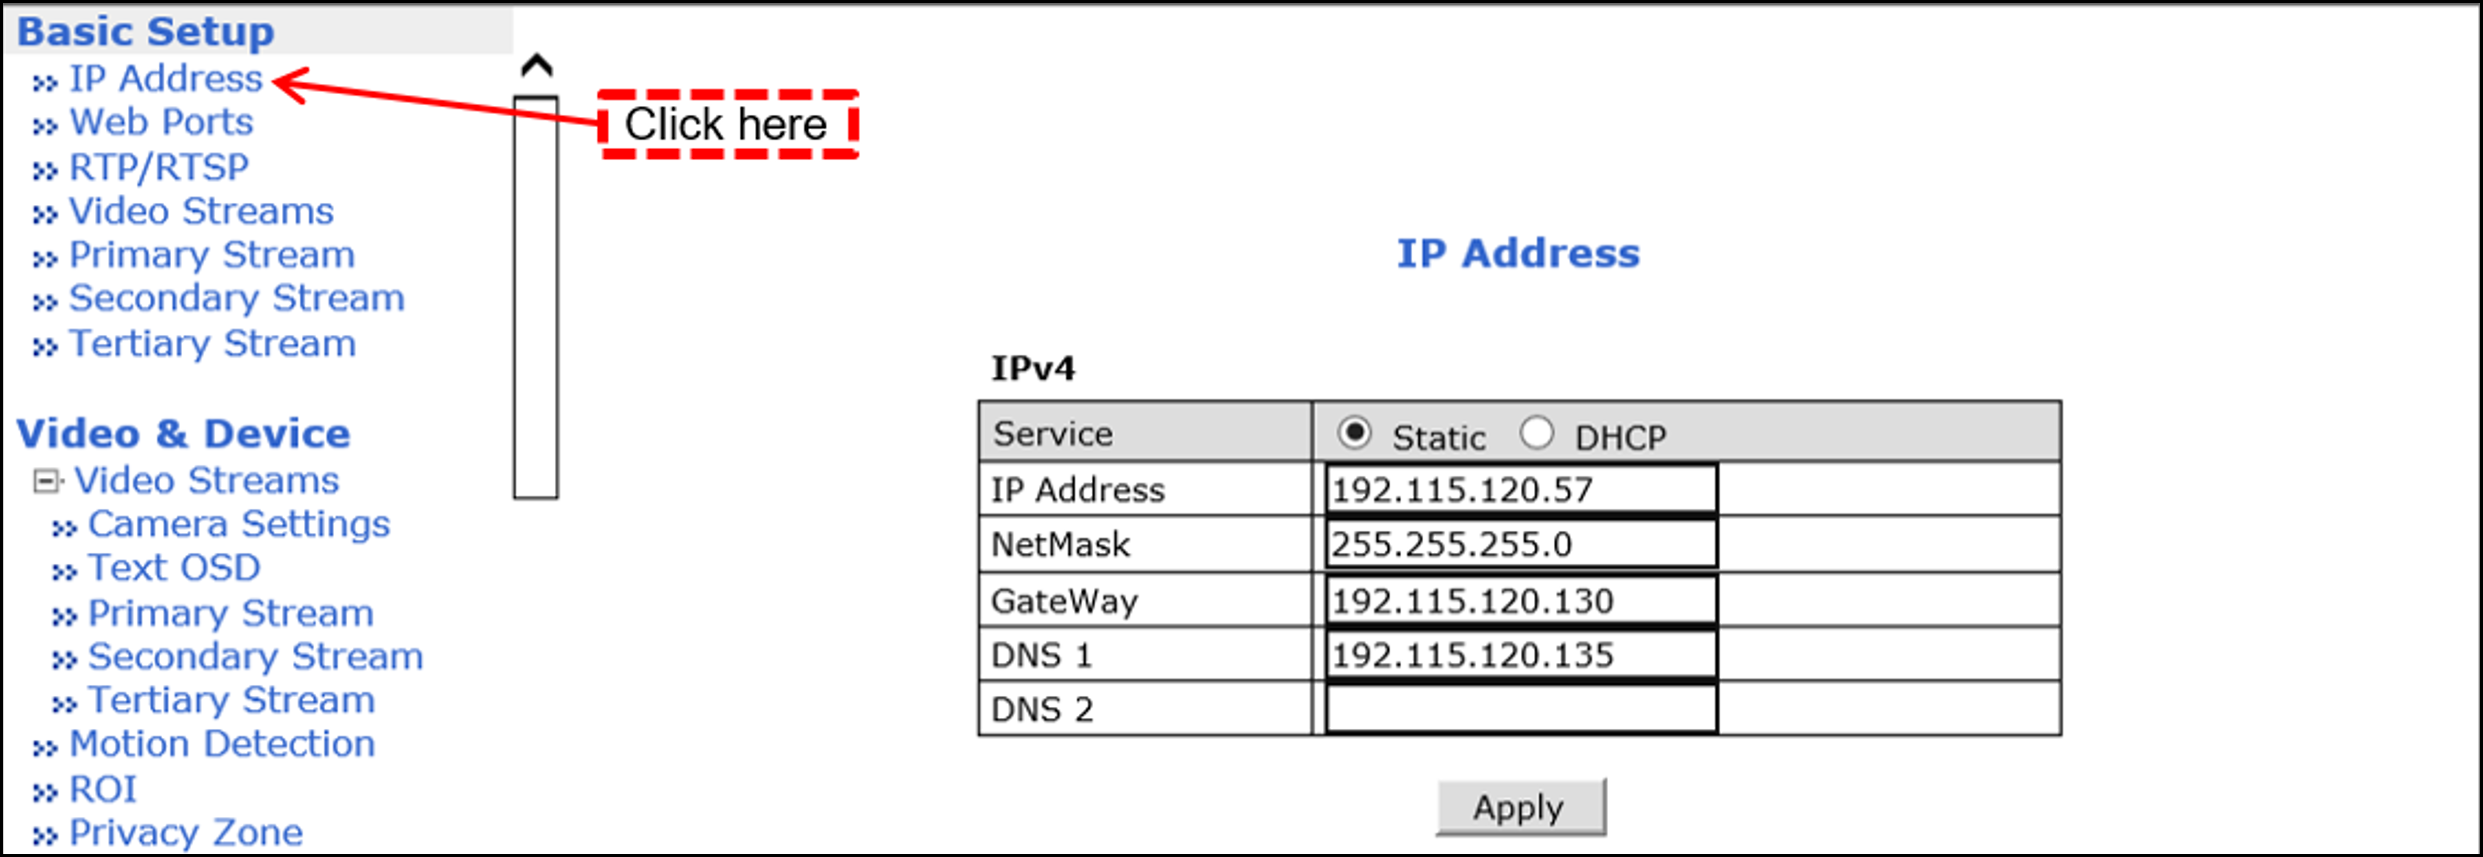 Basic Setup
IP Address
Web Ports
RTP/RTSP
Video Streams
Primary Stream
Secondary Stream
Tertiary Stream
Video & Device
Video Streams
Camera Settings
Text OSD
Primary Stream
Secondary Stream
Tertiary Stream
Motion Detection
ROI
Privacy Zone
Click here
IP Address
IPv4
Service Static DHCP
IP Address 192.115.120.57
NetMask 255.255.255.0
GateWay 192.115.120.130
DNS 1 192.115.120.135
DNS 2
Apply